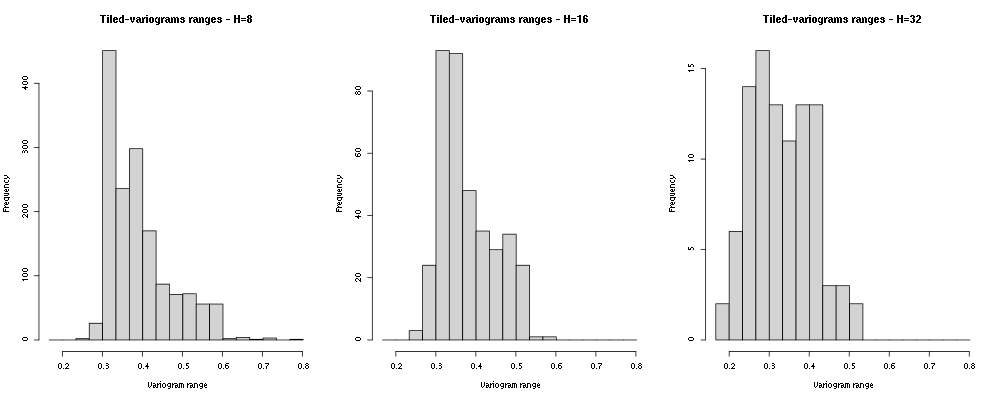 Tiled-variograms ranges - H=8
Frequency
400
300
200
100
0
0.2 0.3 0.4 0.5 0.6 0.7 0.8
Variogram range
Tiled-variograms ranges - H=16
Frequency
80
60
40
20
0
0.2 0.3 0.4 0.5 0.6 0.7 0.8
Variogram range
Tiled-variograms ranges - H=32
Frequency
15
10
5
0
0.2 0.3 0.4 0.5 0.6 0.7 0.8
Variogram range